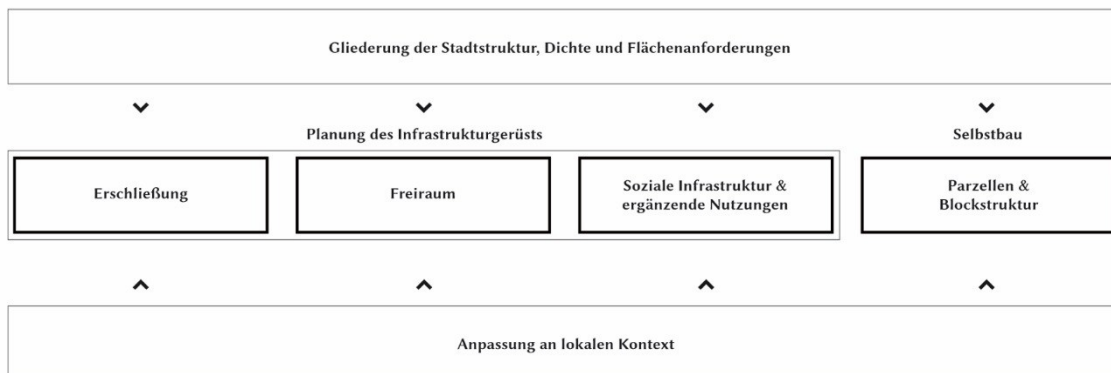 Gliederung der Stadtstruktur, Dichte und Flächenanforderungen
Planung des Infrastrukturgerüsts
Selbstbau
Erschließung
Freiraum
Soziale Infrastruktur &
ergänzende Nutzungen
Parzellen &
Blockstruktur
Anpassung an lokalen Kontext